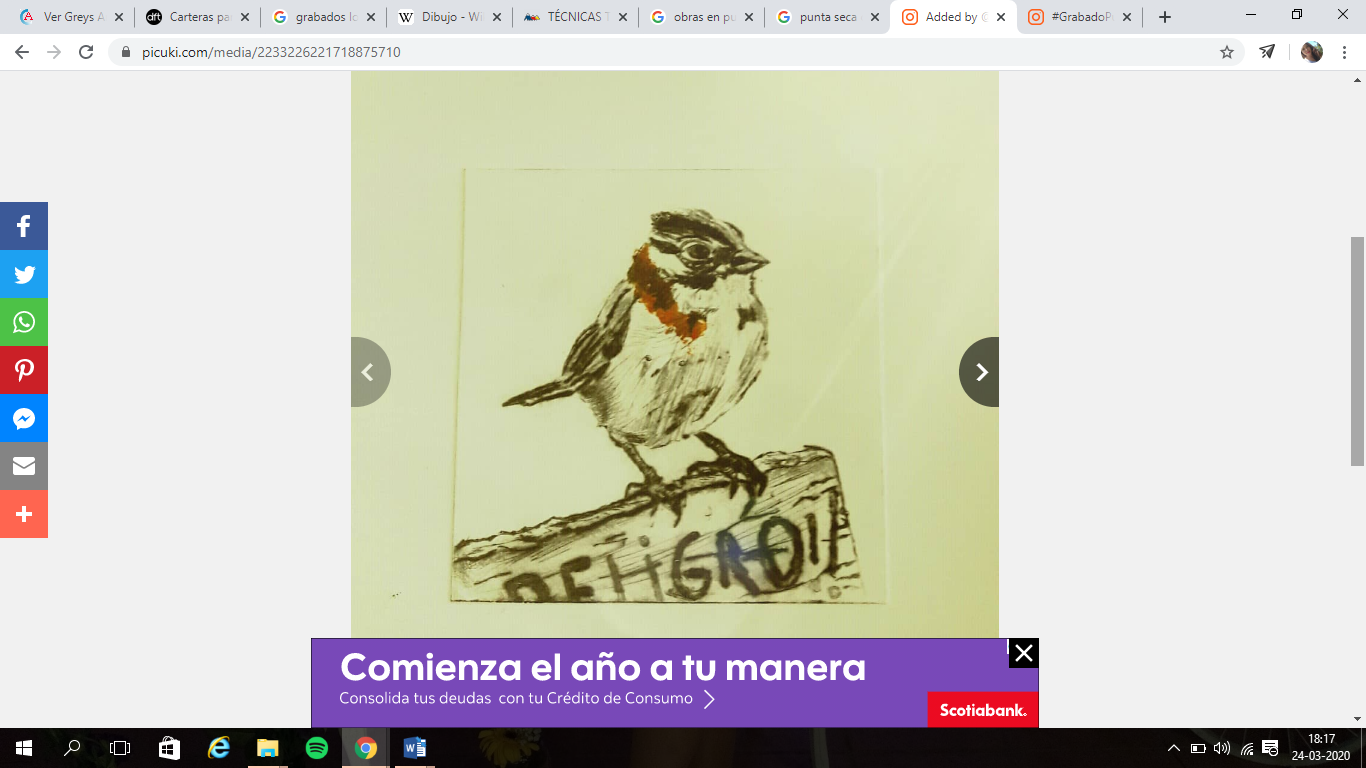 Ver Greys A
Carteras pa
grabados lo
Dibujo - Wi
TÉCNICAS T
obras en pu
punta seca
Added by @
#GrabadoP
picuki.com/media/2233226221718875710
PELIGRO!!
Comienza el año a tu manera
Consolida tus deudas con tu Crédito de Consumo
Scotiabank.
18:17
24-03-2020